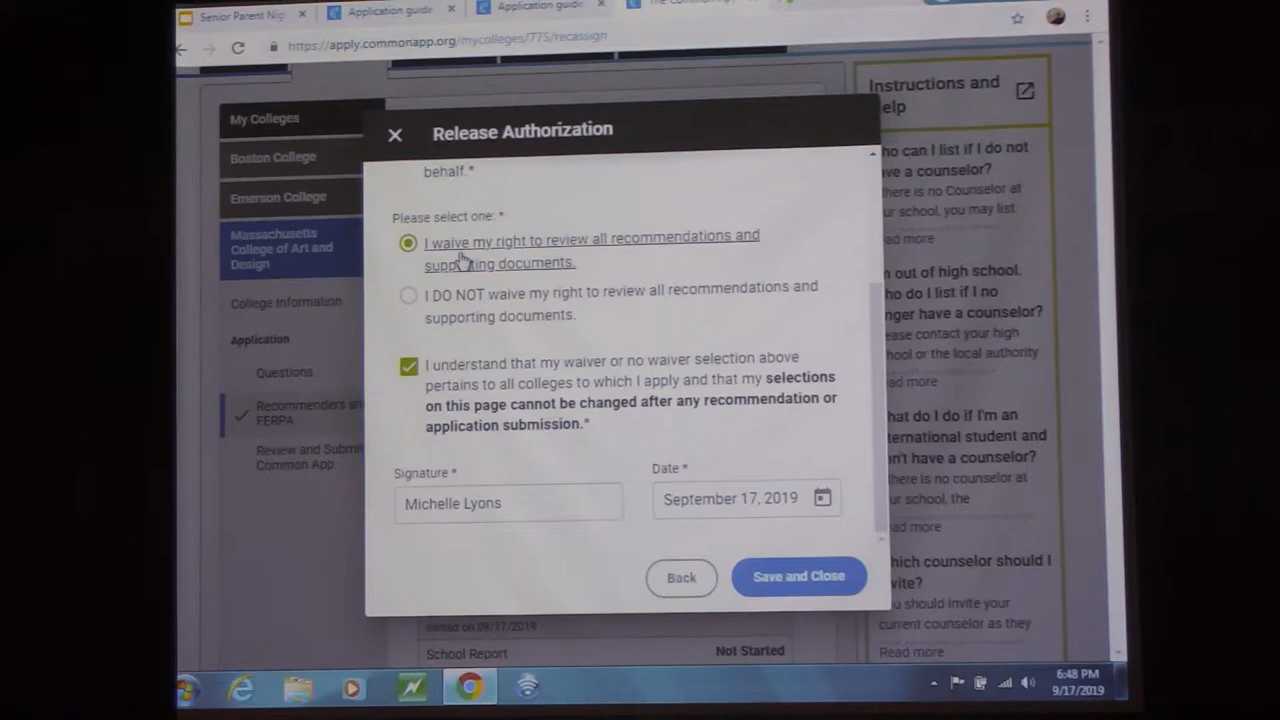 Senior Parent Nig
Application guide
Application guide
https://apply.commonapp.org/mycolleges/775/recassign
My Colleges
Boston College
Emerson College
Massachusetts
College of Art and
Design
College Information
Application
Questions
Recommenders an
FERPA
Review and Submi
Common App
Release Authorization
behalf.*
Please select one: *
I waive my right to review all recommendations and
supporting documents.
I DO NOT waive my right to review all recommendations and
supporting documents.
I understand that my waiver or no waiver selection above
pertains to all colleges to which I apply and that my selections
on this page cannot be changed after any recommendation or
application submission.*
Signature *
Michelle Lyons
Date *
September 17, 2019
Back
Save and Close
Invited on 09/17/2019
School Report
Not Started
Instructions and
elp
ho can I list if I do not
ve a counselor?
here is no Counselor at
ur school, you may list
ad more
n out of high school.
ho do I list if I no
nger have a counselor?
ease contact your high
hool or the local authority
ad more
hat do I do if I'm an
ternational student and
n't have a counselor?
here is no counselor at
ur school, the
ad more
hich counselor should I
vite?
u should invite your
current counselor as they
Read more
6:48 PM
9/17/2019